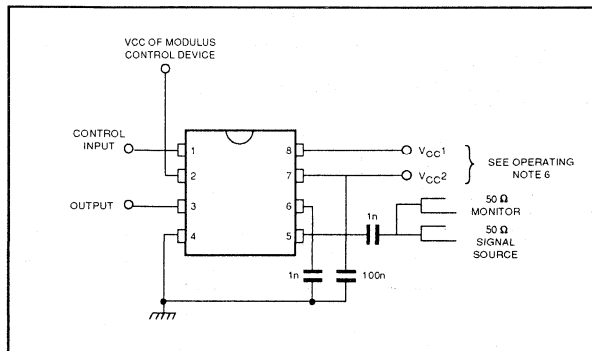 VCC OF MODULUS
CONTROL DEVICE
CONTROL
INPUT
OUTPUT
1
2
3
4
8
7
6
5
VCC1
VCC2
SEE OPERATING
NOTE 6
1n
50 Ω
MONITOR
50 Ω
SIGNAL
SOURCE
1n
100n